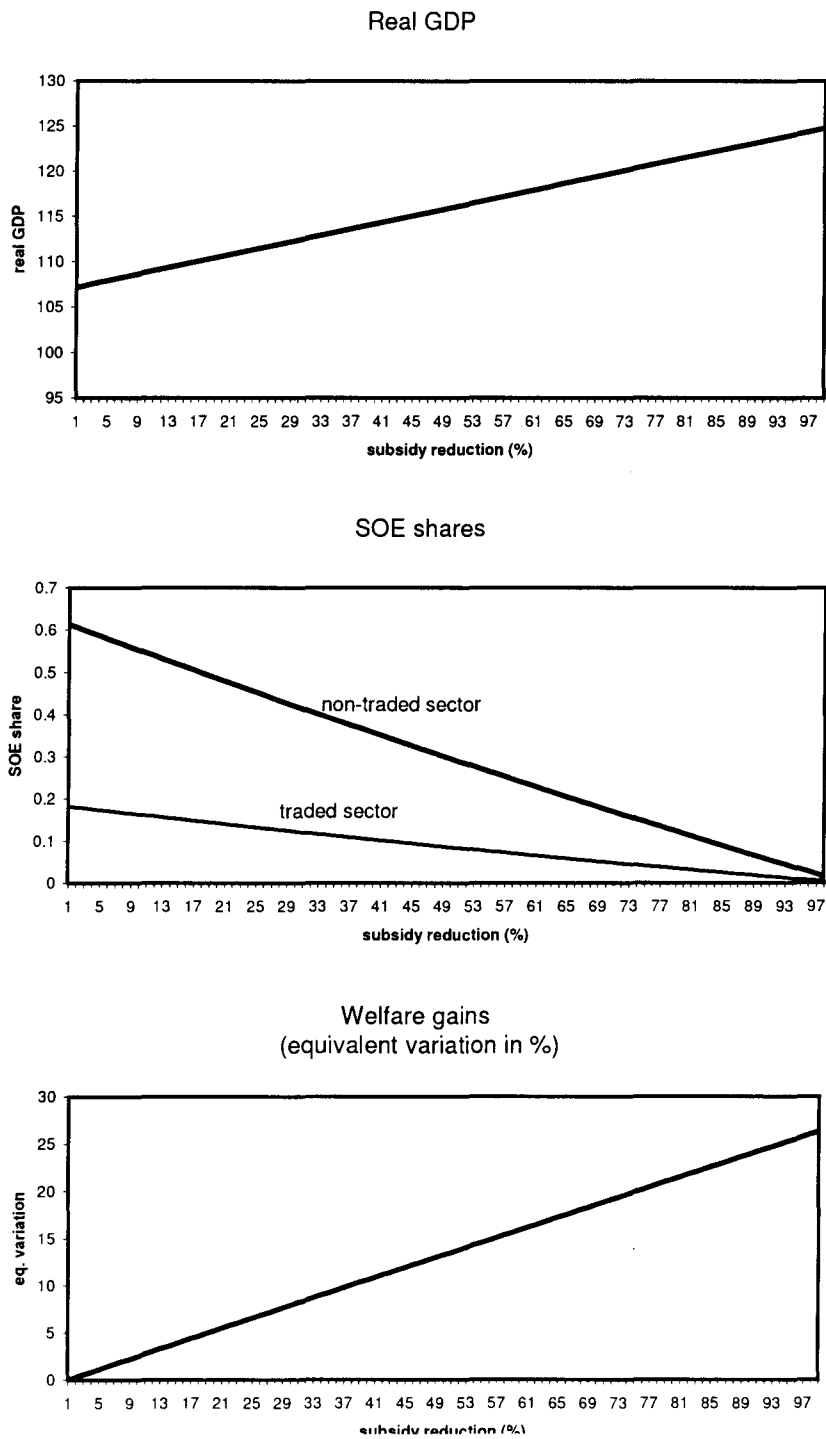 Real GDP
130
125
120
115
110
105
100
95
real GDP
1 5 9 13 17 21 25 29 33 37 41 45 49 53 57 61 65 69 73 77 81 85 89 93 97
subsidy reduction (%)
SOE shares
0.7
0.6
0.5
0.4
0.3
0.2
0.1
0
SOE share
non-traded sector
traded sector
1 5 9 13 17 21 25 29 33 37 41 45 49 53 57 61 65 69 73 77 81 85 89 93 97
subsidy reduction (%)
Welfare gains
(equivalent variation in %)
30
25
20
15
10
5
0
eq. variation
1 5 9 13 17 21 25 29 33 37 41 45 49 53 57 61 65 69 73 77 81 85 89 93 97
subsidy reduction (%)